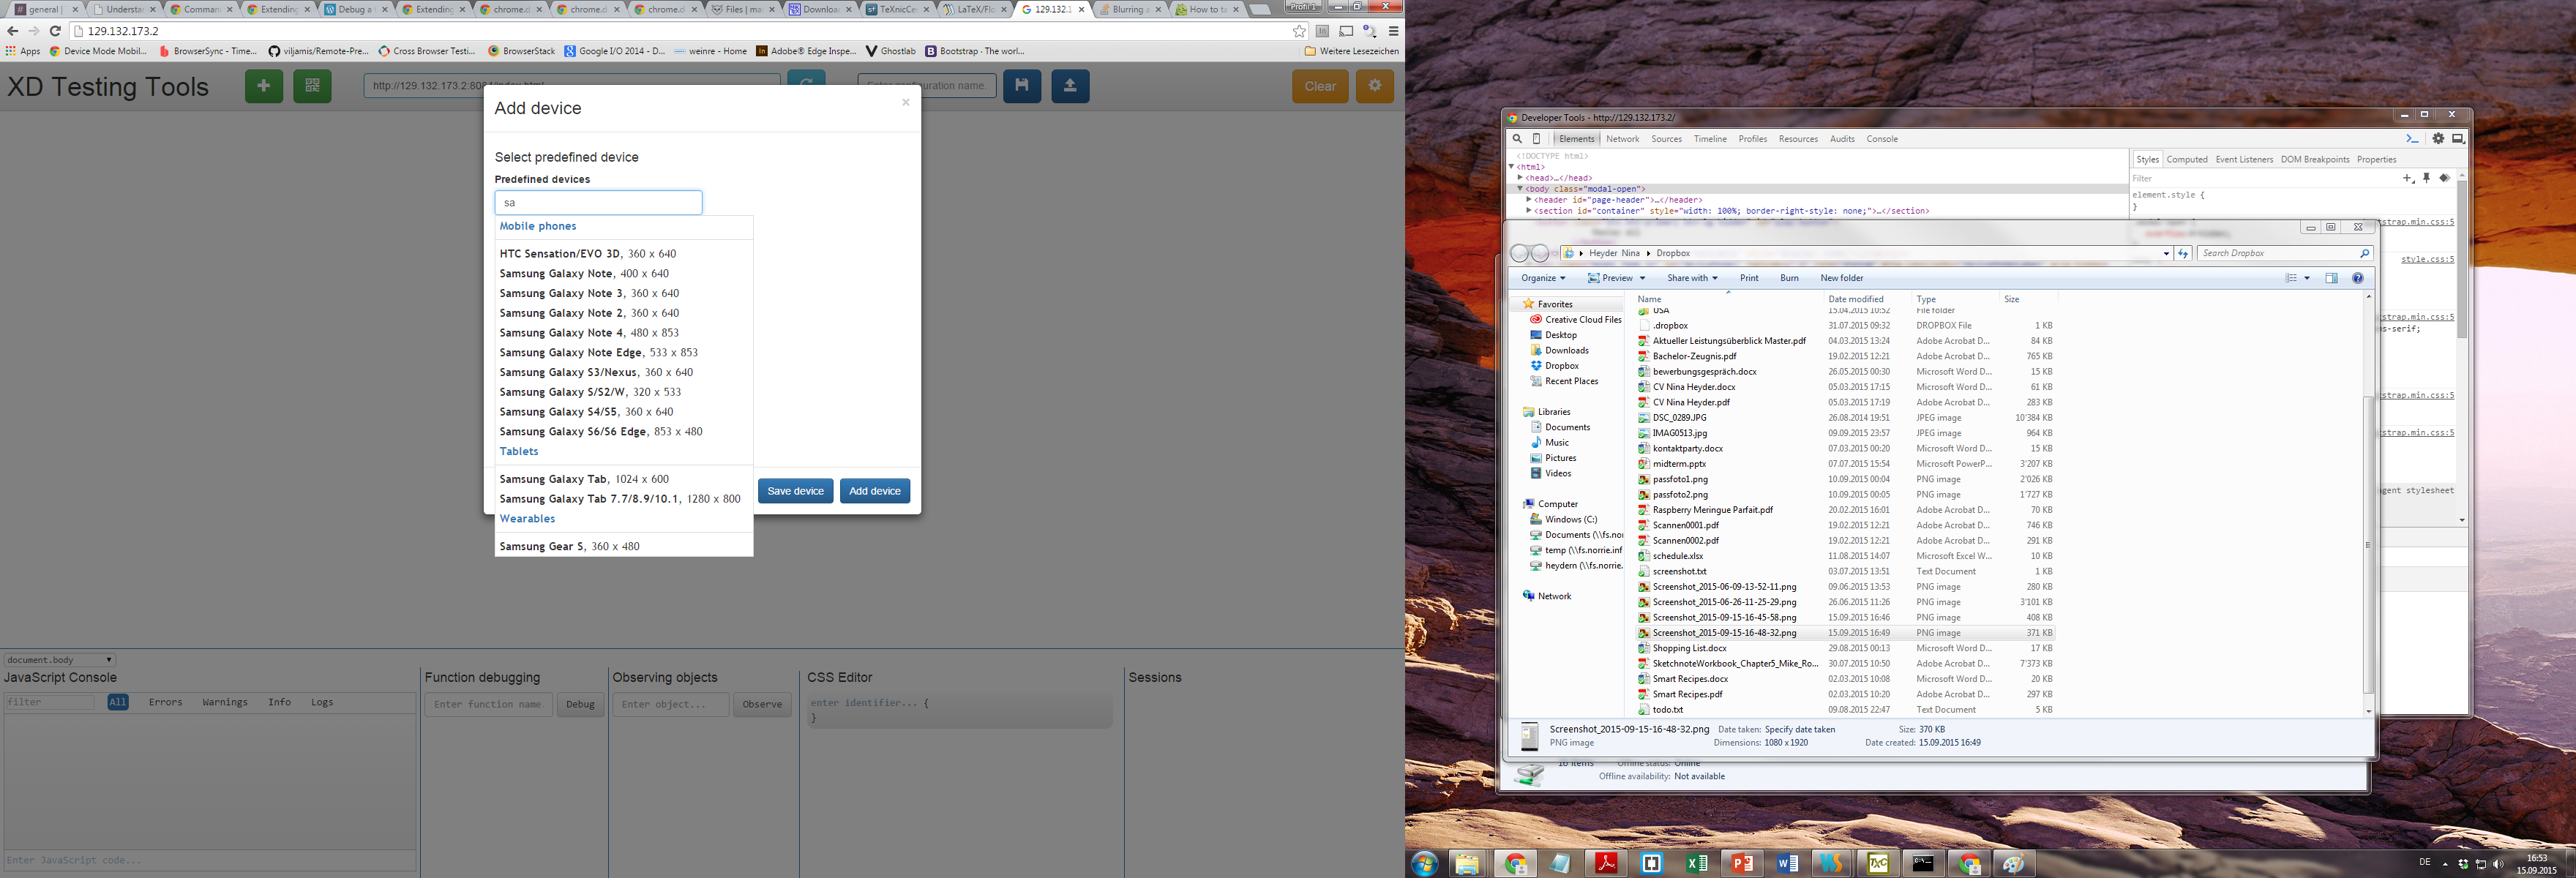 general |
Understa
Comman
Extending
Debug a
Extending
chrome.d
chrome.d
chrome.d
Files | ma
Download
TeXnicCe
LaTeX/Flo
129.132.1
Blurring a
How to ta
Profil 1
129.132.173.2
Apps
Device Mode Mobil...
BrowserSync - Time...
viljamis/Remote-Pre...
Cross Browser Testi...
BrowserStack
Google I/O 2014 - D...
weinre - Home
Adobe® Edge Inspe...
Ghostlab
Bootstrap · The worl...
Weitere Lesezeichen
XD Testing Tools
Clear
Add device
×
Select predefined device
Predefined devices
sa
Mobile phones
HTC Sensation/EVO 3D, 360 x 640
Samsung Galaxy Note, 400 x 640
Samsung Galaxy Note 3, 360 x 640
Samsung Galaxy Note 2, 360 x 640
Samsung Galaxy Note 4, 480 x 853
Samsung Galaxy Note Edge, 533 x 853
Samsung Galaxy S3/Nexus, 360 x 640
Samsung Galaxy S/S2/W, 320 x 533
Samsung Galaxy S4/S5, 360 x 640
Samsung Galaxy S6/S6 Edge, 853 x 480
Tablets
Samsung Galaxy Tab, 1024 x 600
Samsung Galaxy Tab 7.7/8.9/10.1, 1280 x 800
Wearables
Samsung Gear S, 360 x 480
Save device
Add device
document.body
JavaScript Console
filter
All
Errors
Warnings
Info
Logs
Enter JavaScript code...
Function debugging
Enter function name.
Debug
Observing objects
Enter object...
Observe
CSS Editor
enter identifier... {
}
Sessions
Developer Tools - http://129.132.173.2/
Elements Network Sources Timeline Profiles Resources Audits Console
<!DOCTYPE html>
<html>
<head>…</head>
<body class="modal-open">
<header id="page-header">…</header>
<section id="container" style="width: 100%; border-right-style: none;">…</section>
Styles Computed Event Listeners DOM Breakpoints Properties
Filter
element.style {
}
tstrap.min.css:5
style.css:5
tstrap.min.css:5
ns-serif;
tstrap.min.css:5
tstrap.min.css:5
agent stylesheet
Heyder Nina
Dropbox
Search Dropbox
Organize
Preview
Share with
Print
Burn
New folder
Favorites
Creative Cloud Files
Desktop
Downloads
Dropbox
Recent Places
Libraries
Documents
Music
Pictures
Videos
Computer
Windows (C:)
Documents (\\fs.nor
temp (\\fs.norrie.inf
heydern (\\fs.norrie.
Network
Name Date modified Type Size
USA 15.04.2015 10:52 File folder
.dropbox 31.07.2015 09:32 DROPBOX File 1 KB
Aktueller Leistungsüberblick Master.pdf 04.03.2015 13:24 Adobe Acrobat D... 84 KB
Bachelor-Zeugnis.pdf 19.02.2015 12:21 Adobe Acrobat D... 765 KB
bewerbungsgespräch.docx 26.05.2015 00:30 Microsoft Word D... 15 KB
CV Nina Heyder.docx 05.03.2015 17:15 Microsoft Word D... 61 KB
CV Nina Heyder.pdf 05.03.2015 17:19 Adobe Acrobat D... 283 KB
DSC_0289.JPG 26.08.2014 19:51 JPEG image 10'384 KB
IMAG0513.jpg 09.09.2015 23:57 JPEG image 964 KB
kontaktparty.docx 07.03.2015 00:20 Microsoft Word D... 15 KB
midterm.pptx 07.07.2015 15:54 Microsoft PowerP... 3'207 KB
passfoto1.png 10.09.2015 00:04 PNG image 2'026 KB
passfoto2.png 10.09.2015 00:05 PNG image 1'727 KB
Raspberry Meringue Parfait.pdf 20.02.2015 16:01 Adobe Acrobat D... 70 KB
Scannen0001.pdf 19.02.2015 12:21 Adobe Acrobat D... 746 KB
Scannen0002.pdf 19.02.2015 12:21 Adobe Acrobat D... 291 KB
schedule.xlsx 11.08.2015 14:07 Microsoft Excel W... 10 KB
screenshot.txt 03.07.2015 13:51 Text Document 1 KB
Screenshot_2015-06-09-13-52-11.png 09.06.2015 13:53 PNG image 280 KB
Screenshot_2015-06-26-11-25-29.png 26.06.2015 11:26 PNG image 3'101 KB
Screenshot_2015-09-15-16-45-58.png 15.09.2015 16:46 PNG image 408 KB
Screenshot_2015-09-15-16-48-32.png 15.09.2015 16:49 PNG image 371 KB
Shopping List.docx 29.08.2015 00:13 Microsoft Word D... 17 KB
SketchnoteWorkbook_Chapter5_Mike_Ro... 30.07.2015 10:50 Adobe Acrobat D... 7'373 KB
Smart Recipes.docx 02.03.2015 10:08 Microsoft Word D... 20 KB
Smart Recipes.pdf 02.03.2015 10:20 Adobe Acrobat D... 297 KB
todo.txt 09.08.2015 22:47 Text Document 5 KB
Screenshot_2015-09-15-16-48-32.png Date taken: Specify date taken Size: 370 KB
PNG image Dimensions: 1080 x 1920 Date created: 15.09.2015 16:49
Offline availability: Not available
DE
16:53
15.09.2015